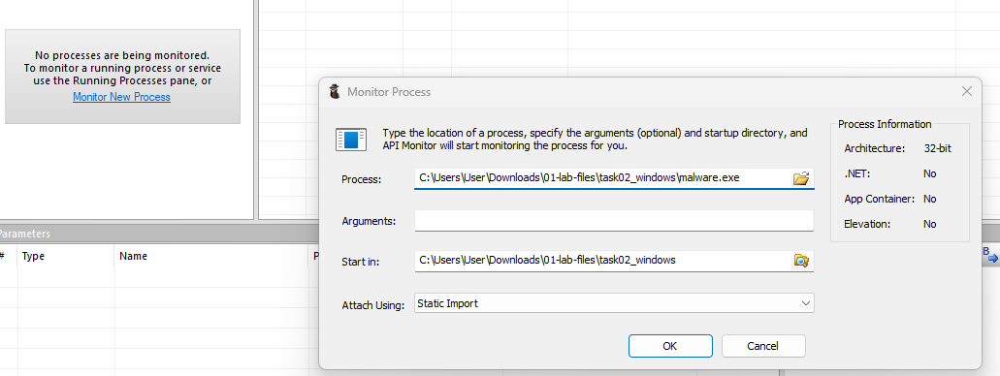 No processes are being monitored.
To monitor a running process or service
use the Running Processes pane, or
Monitor New Process
Monitor Process
Type the location of a process, specify the arguments (optional) and startup directory, and
API Monitor will start monitoring the process for you.
Process: C:\Users\User\Downloads\01-lab-files\task02_windows\malware.exe
Arguments:
Start in: C:\Users\User\Downloads\01-lab-files\task02_windows
Attach Using: Static Import
OK Cancel
Process Information
Architecture: 32-bit
.NET: No
App Container: No
Elevation: No
Parameters
# Type Name P
B